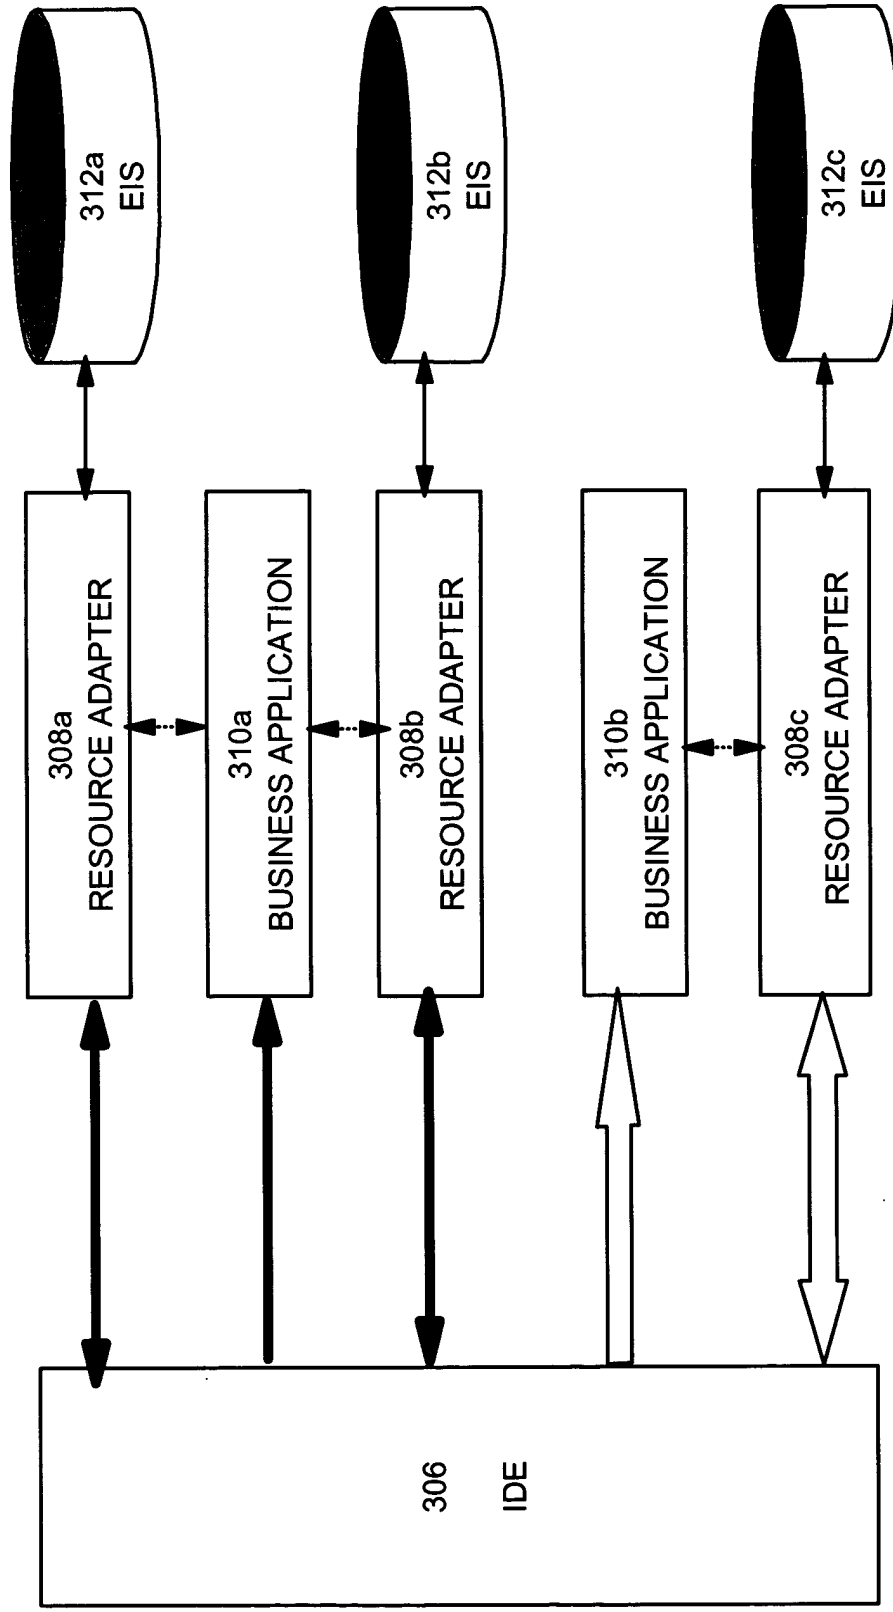 312a
EIS
312b
EIS
312c
EIS
308a
RESOURCE ADAPTER
310a
BUSINESS APPLICATION
308b
RESOURCE ADAPTER
310b
BUSINESS APPLICATION
308c
RESOURCE ADAPTER
306
IDE